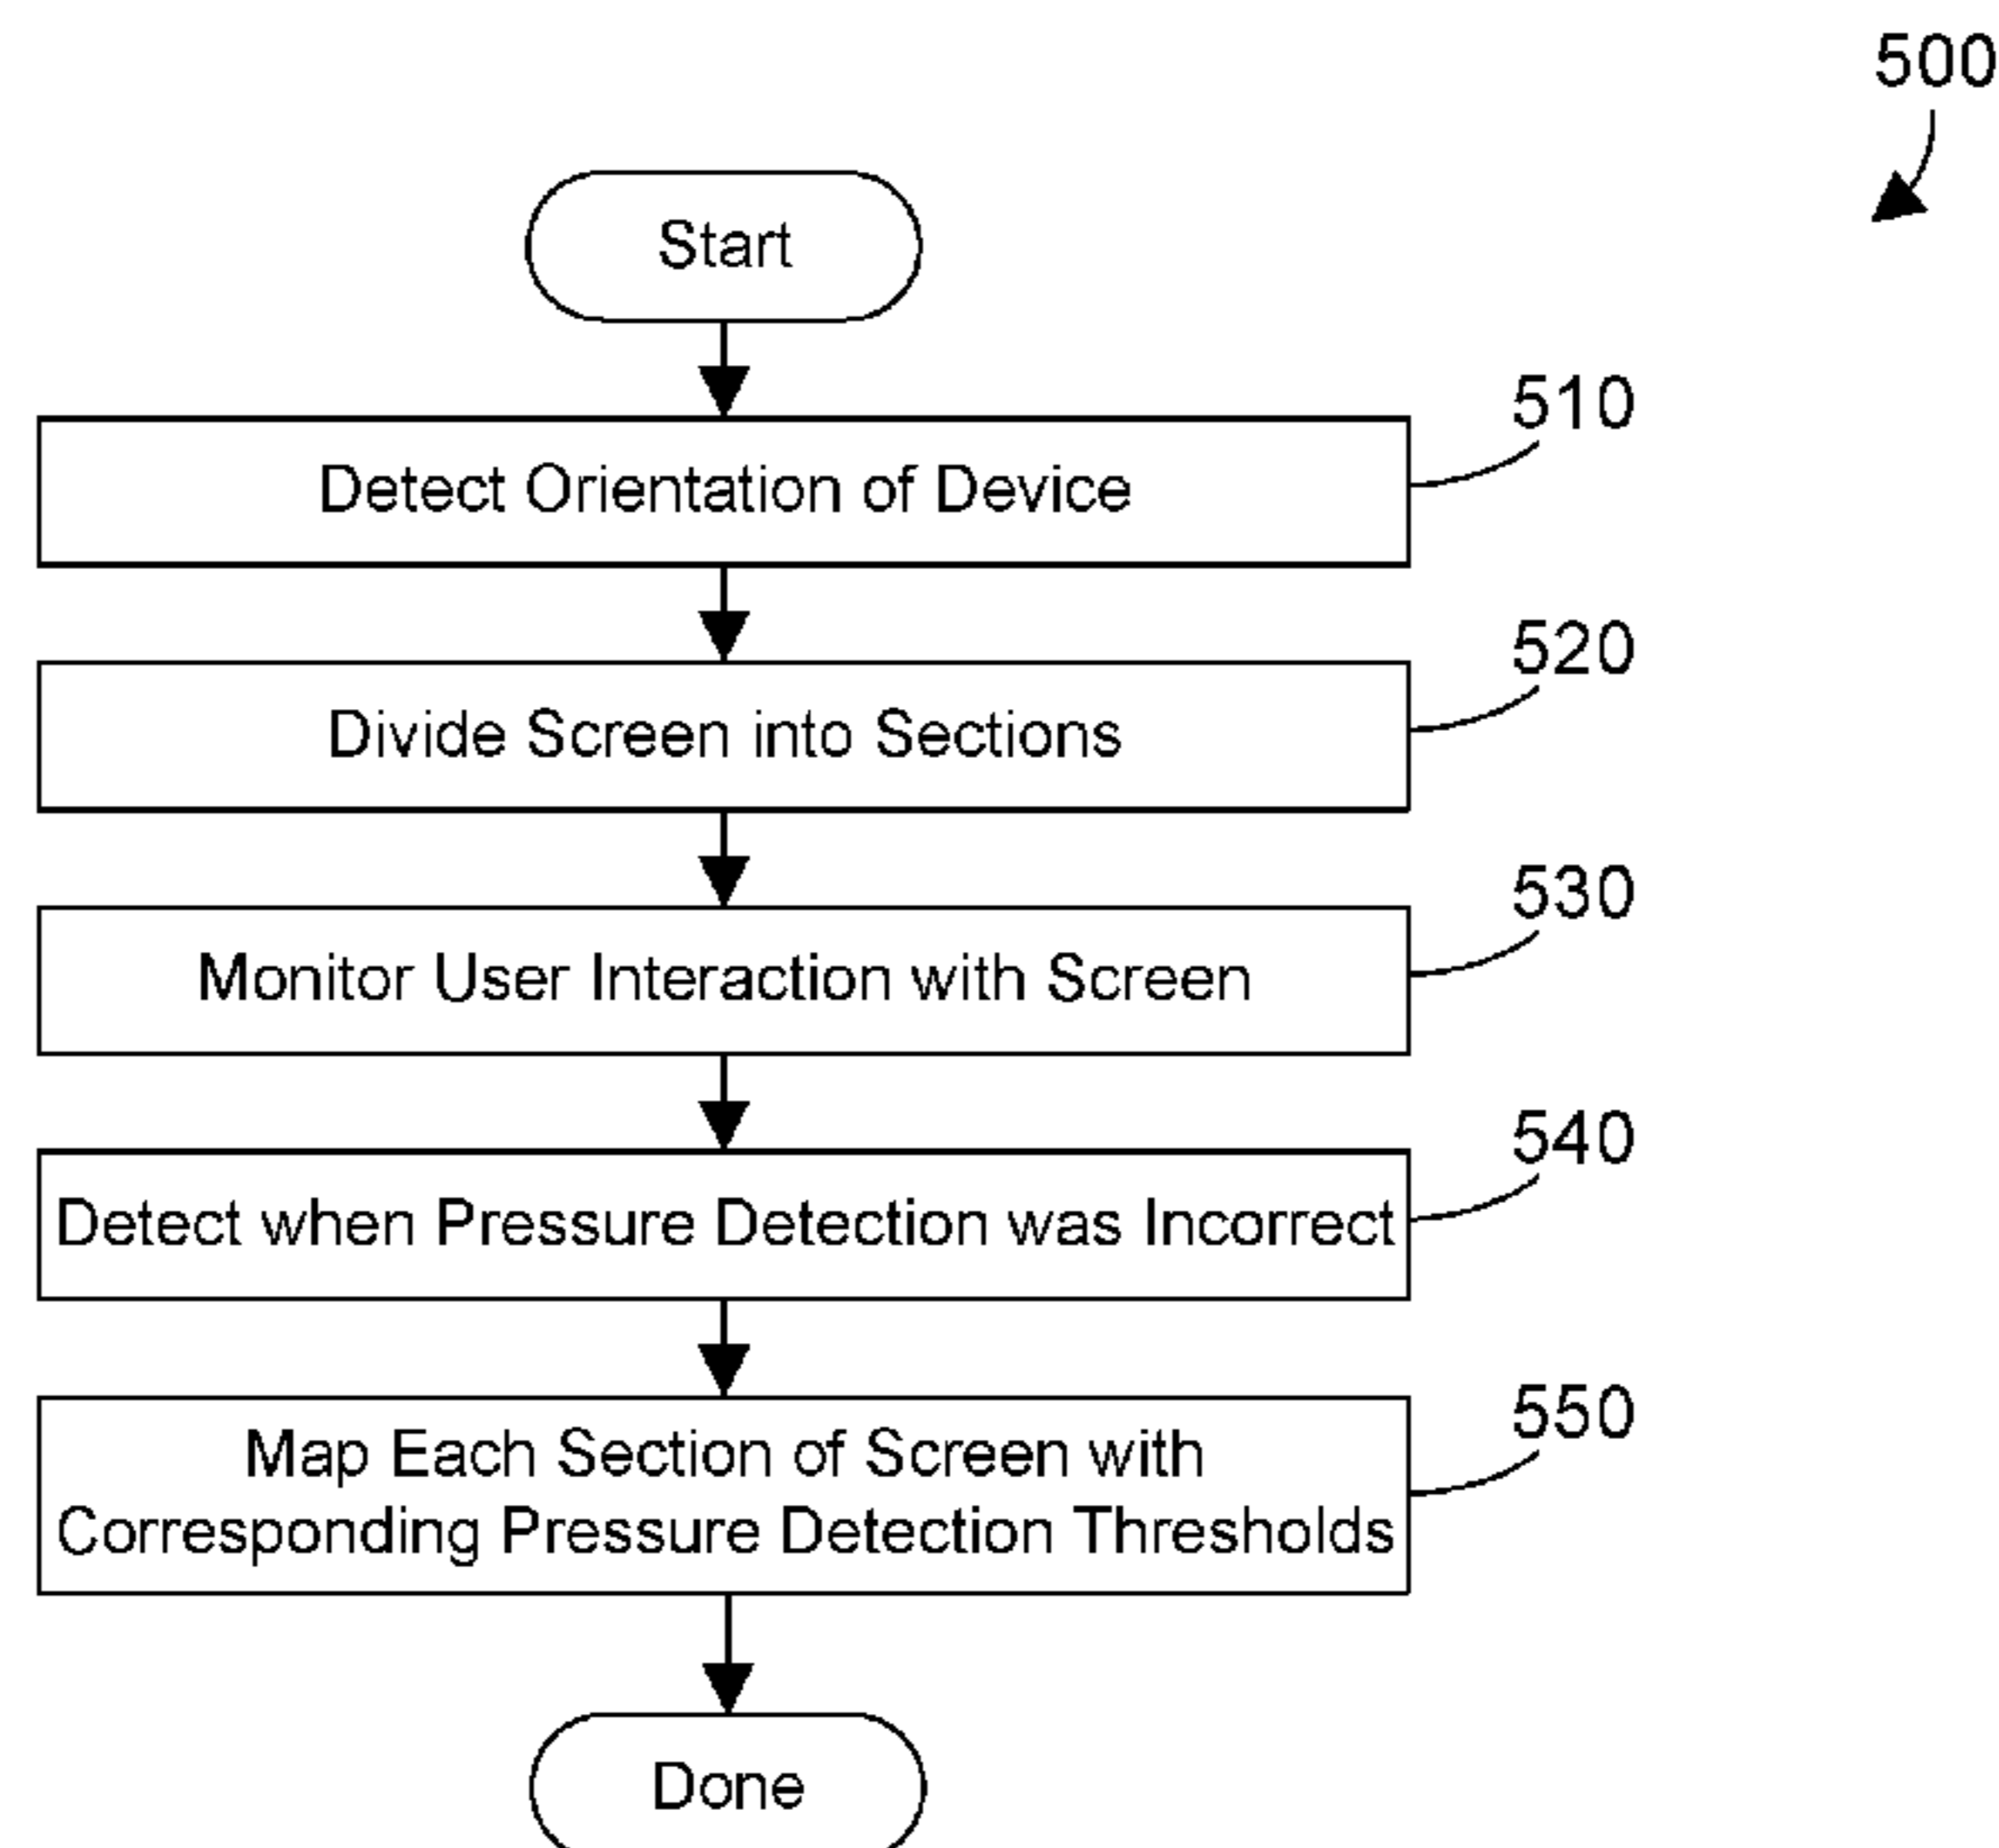 500
Start
510
Detect Orientation of Device
520
Divide Screen into Sections
530
Monitor User Interaction with Screen
540
Detect when Pressure Detection was Incorrect
550
Map Each Section of Screen with
Corresponding Pressure Detection Thresholds
Done